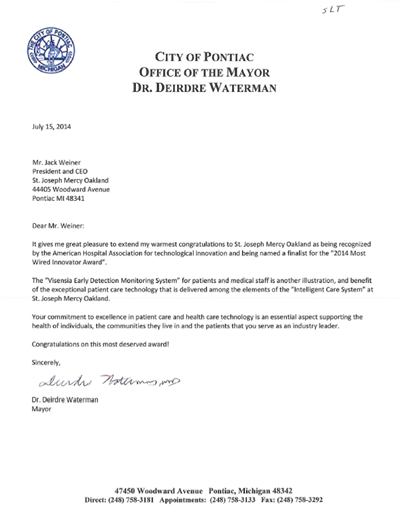 SLT
THE CITY OF PONTIAC
MICHIGAN
CITY OF PONTIAC
OFFICE OF THE MAYOR
DR. DEIRDRE WATERMAN
July 15, 2014
Mr. Jack Weiner
President and CEO
St. Joseph Mercy Oakland
44405 Woodward Avenue
Pontiac MI 48341
Dear Mr. Weiner:
It gives me great pleasure to extend my warmest congratulations to St. Joseph Mercy Oakland as being recognized
by the American Hospital Association for technological innovation and being named a finalist for the "2014 Most
Wired Innovator Award".
The "Visensia Early Detection Monitoring System" for patients and medical staff is another illustration, and benefit
of the exceptional patient care technology that is delivered among the elements of the "Intelligent Care System" at
St. Joseph Mercy Oakland.
Your commitment to excellence in patient care and health care technology is an essential aspect supporting the
health of individuals, the communities they live in and the patients that you serve as an industry leader.
Congratulations on this most deserved award!
Sincerely,
Deirdre Waterman, MD
Dr. Deirdre Waterman
Mayor
47450 Woodward Avenue Pontiac, Michigan 48342
Direct: (248) 758-3181 Appointments: (248) 758-3133 Fax: (248) 758-3292